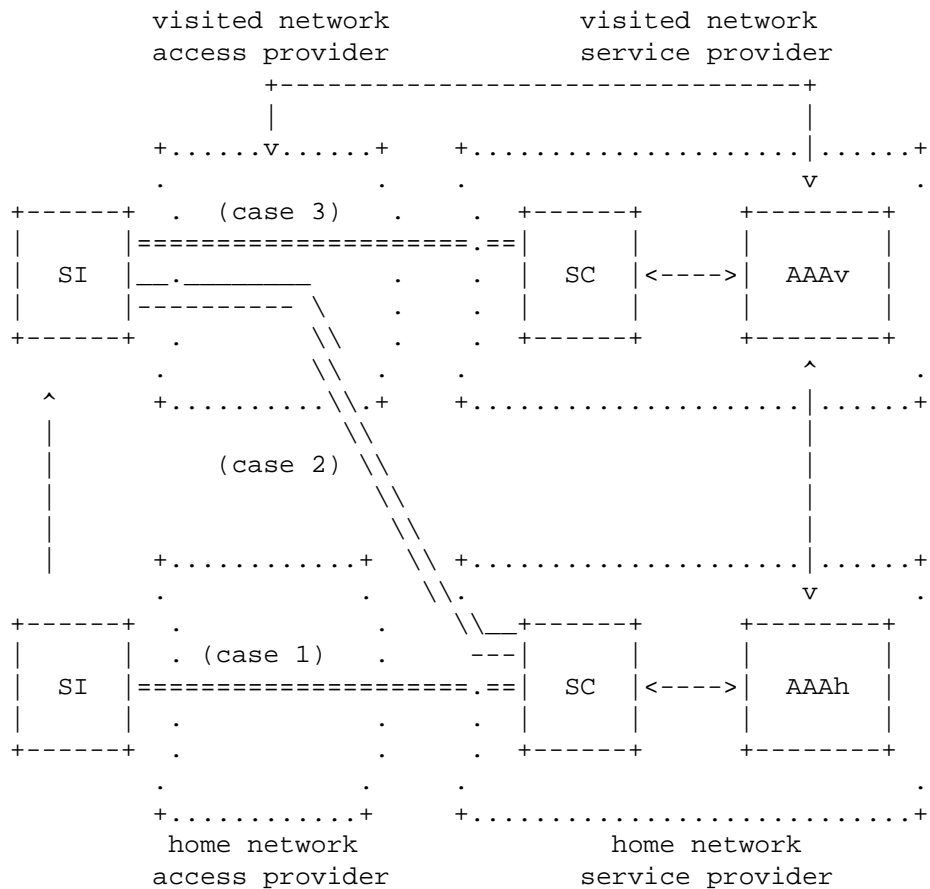 visited network visited network
access provider service provider
(case 3)
SI SC AAAv
(case 2)
(case 1)
SI SC AAAh
home network home network
access provider service provider